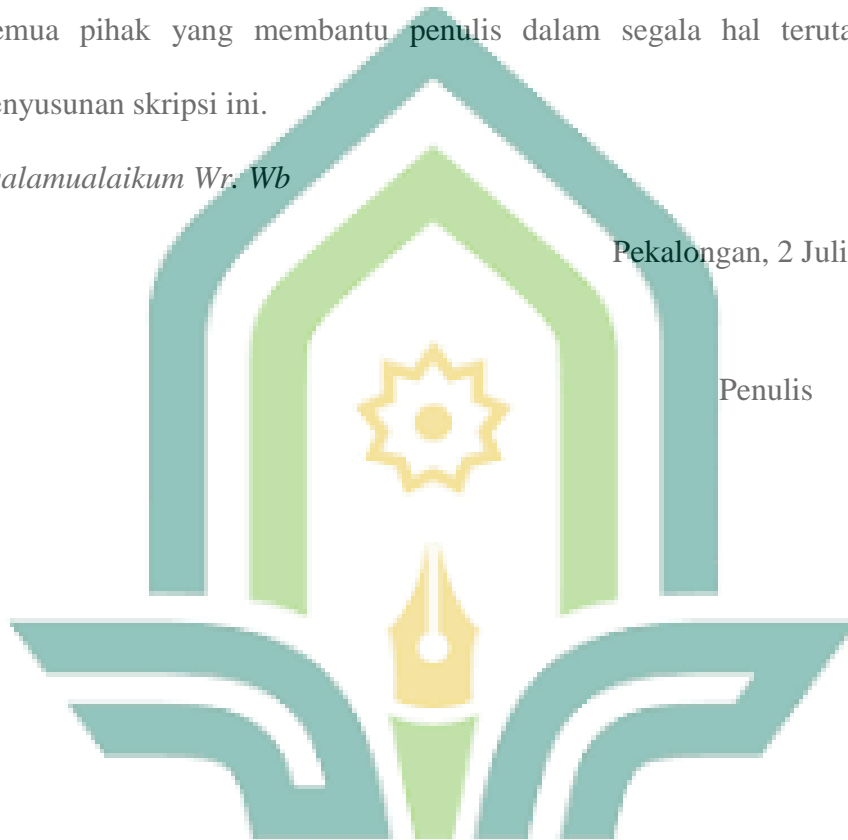 emua pihak yang membantu penulis dalam segala hal teruta
enyusunan skripsi ini.
alamualaikum Wr. Wb
Pekalongan, 2 Juli
Penulis